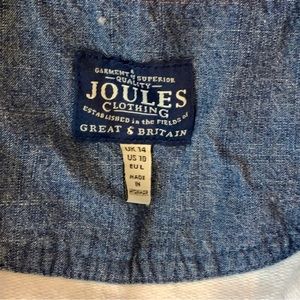 GARMENT of SUPERIOR
QUALITY
JOULES
CLOTHING
ESTABLISHED in the FIELDS of
GREAT & BRITAIN
UK 14
US 10
EU L
MADE
IN